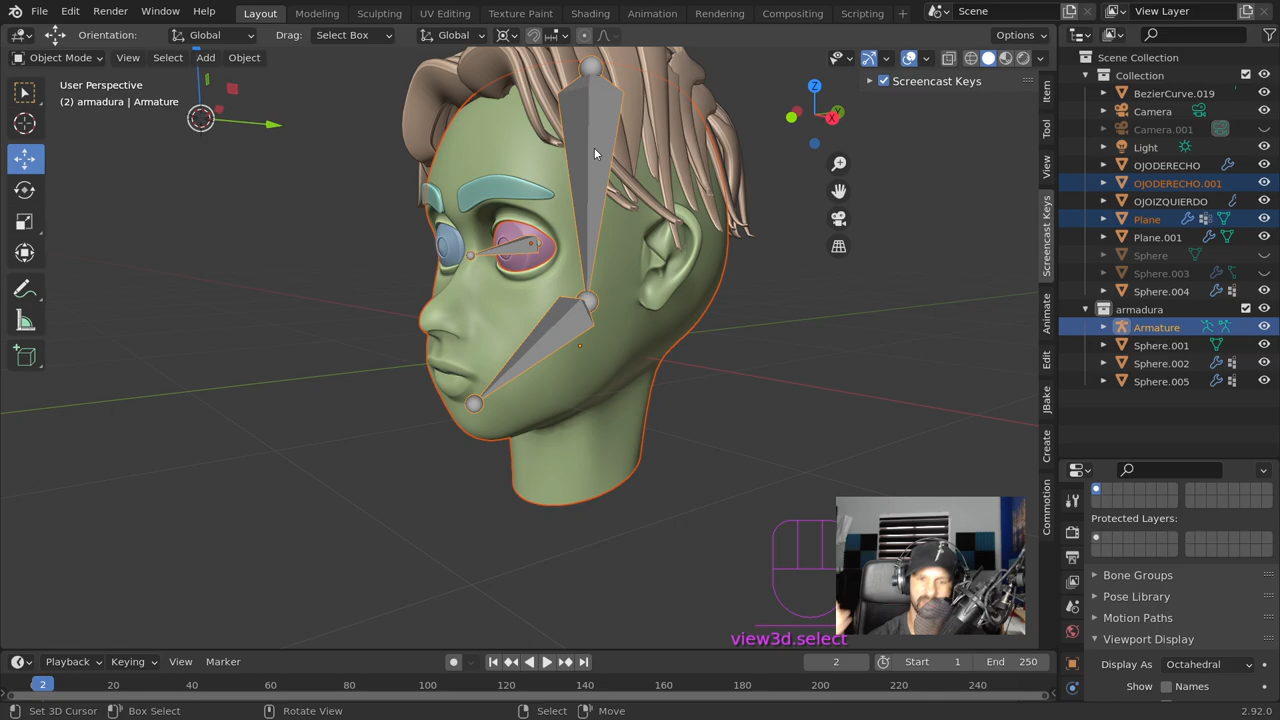 File Edit Render Window Help Layout Modeling Sculpting UV Editing Texture Paint Shading Animation Rendering Compositing Scripting + Scene View Layer
Orientation: Global Drag: Select Box Global Options
Object Mode View Select Add Object
User Perspective
(2) armadura | Armature
Screencast Keys
Z
Y
X
Item
Tool
View
Screencast Keys
Animate
Edit
JBake
Create
Commotion
view3d.select
Scene Collection
Collection
BezierCurve.019
Camera
Camera.001
Light
OJODERECHO
OJODERECHO.001
OJOIZQUIERDO
Plane
Plane.001
Sphere
Sphere.003
Sphere.004
armadura
Armature
Sphere.001
Sphere.002
Sphere.005
Protected Layers:
Bone Groups
Pose Library
Motion Paths
Viewport Display
Display As Octahedral
Show Names
Playback Keying View Marker 2 Start 1 End 250
2 20 40 60 80 100 120 140 160 180 200 220 240
Set 3D Cursor Box Select Rotate View Select Move 2.92.0